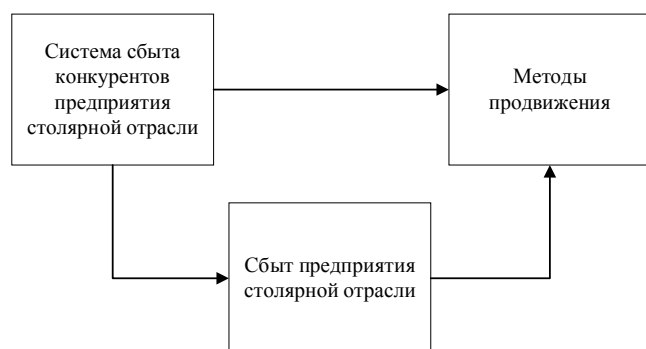 Система сбыта
конкурентов
предприятия
столярной отрасли
Методы
продвижения
Сбыт предприятия
столярной отрасли